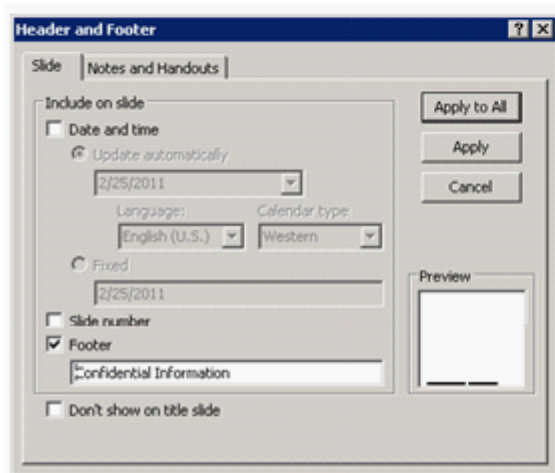 Header and Footer
Slide
Notes and Handouts
Include on slide
Date and time
Update automatically
2/25/2011
Language:
Calendar type
English (U.S.)
Western
Fixed
2/25/2011
Slide number
Footer
Confidential Information
Don't show on title slide
Apply to All
Apply
Cancel
Preview